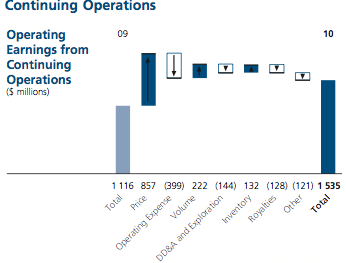 Continuing Operations
Operating
Earnings from
Continuing
Operations
($ millions)
09
10
1 116 857 (399) 222 (144) 132 (128) (121) 1 535
Total
Price
Operating Expense
Volume
DD&A and Exploration
Inventory
Royalties
Other
Total